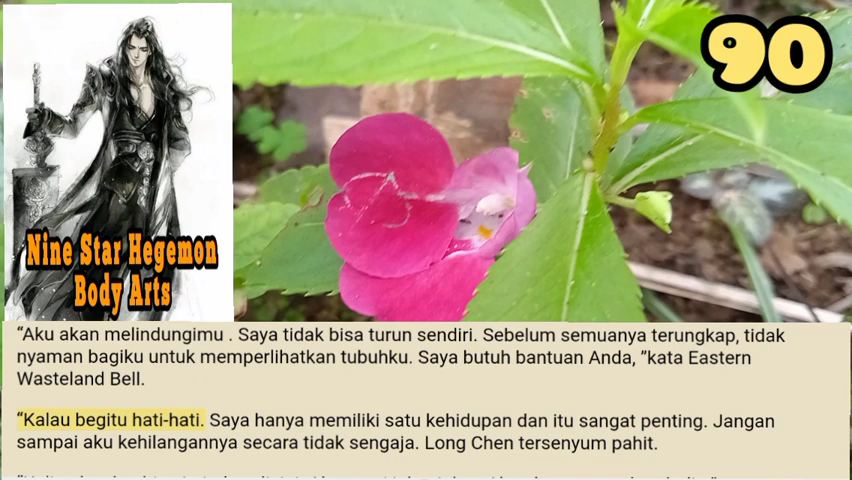 90
Nine Star Hegemon
Body Arts
“Aku akan melindungimu . Saya tidak bisa turun sendiri. Sebelum semuanya terungkap, tidak
nyaman bagiku untuk memperlihatkan tubuhku. Saya butuh bantuan Anda, ”kata Eastern
Wasteland Bell.
“Kalau begitu hati-hati. Saya hanya memiliki satu kehidupan dan itu sangat penting. Jangan
sampai aku kehilangannya secara tidak sengaja. Long Chen tersenyum pahit.